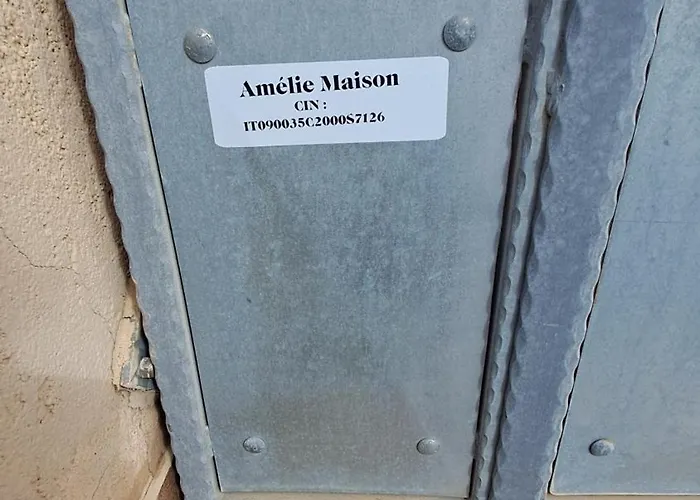 Amélie Maison
CIN :
IT090035C2000S7126